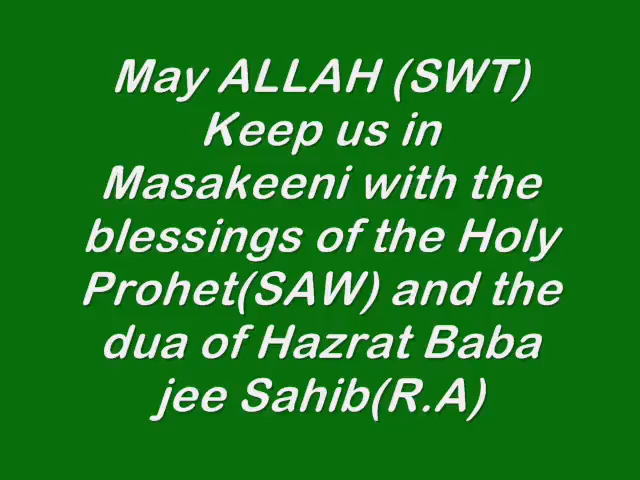 May ALLAH (SWT)
Keep us in
Masakeeni with the
blessings of the Holy
Prohet(SAW) and the
dua of Hazrat Baba
jee Sahib(R.A)